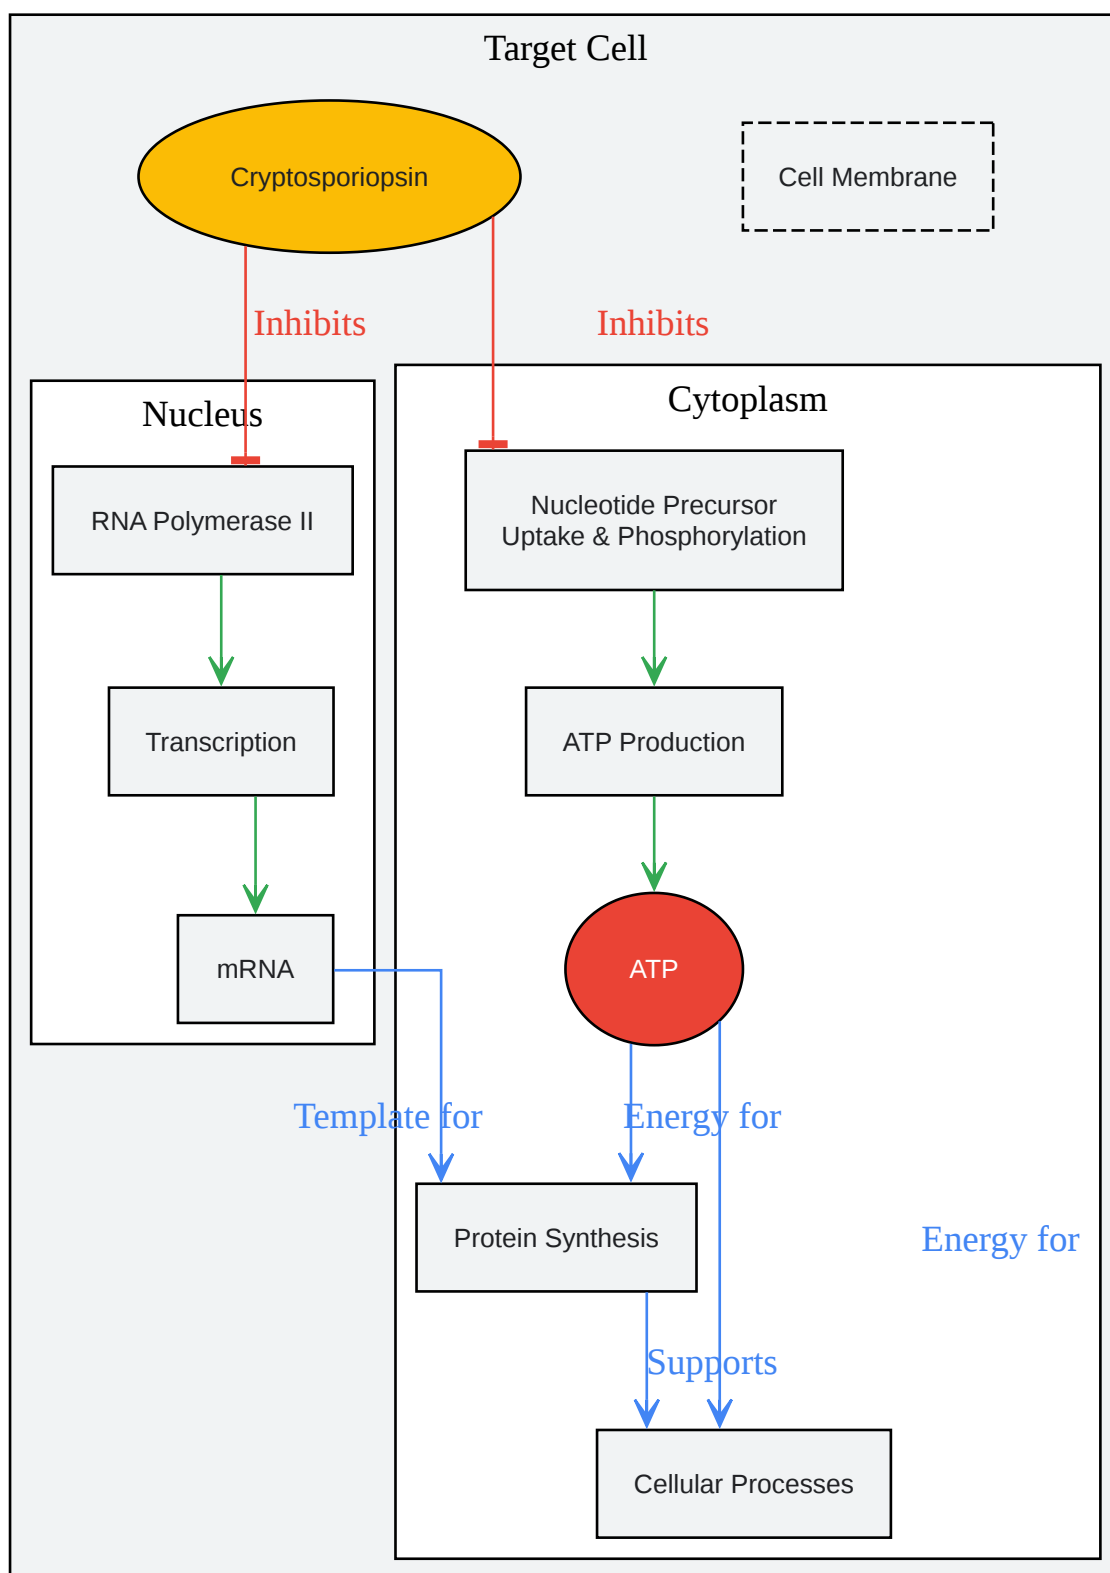 Target Cell
Cryptosporiopsin
Cell Membrane
Inhibits
Inhibits
Nucleus
Cytoplasm
RNA Polymerase II
Nucleotide Precursor
Uptake & Phosphorylation
Transcription
ATP Production
mRNA
ATP
Template for
Energy for
Protein Synthesis
Energy for
Supports
Cellular Processes